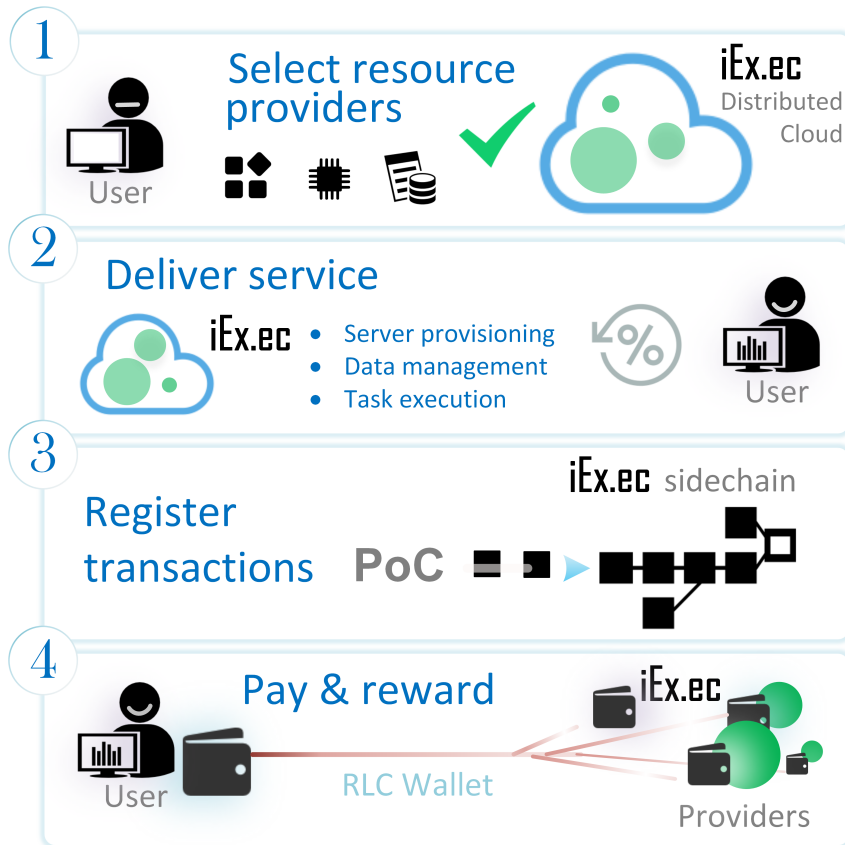 1
Select resource
providers
iEx.ec
Distributed
Cloud
User
2
Deliver service
iEx.ec
• Server provisioning
• Data management
• Task execution
%
User
3
iEx.ec sidechain
Register
transactions
PoC
4
Pay & reward
iEx.ec
RLC Wallet
User
Providers